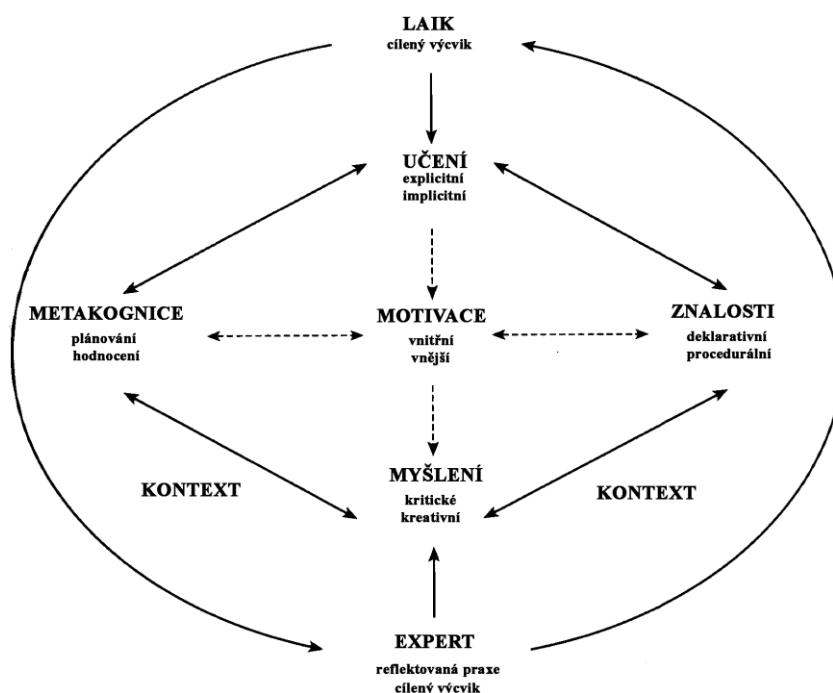 LAIK
cílený výcvik
UČENÍ
explicitní
implicitní
METAKOGNICE
plánování
hodnocení
MOTIVACE
vnitřní
vnější
ZNALOSTI
deklarativní
procedurální
MYŠLENÍ
kritické
kreativní
KONTEXT
KONTEXT
EXPERT
reflektovaná praxe
cílený výcvik